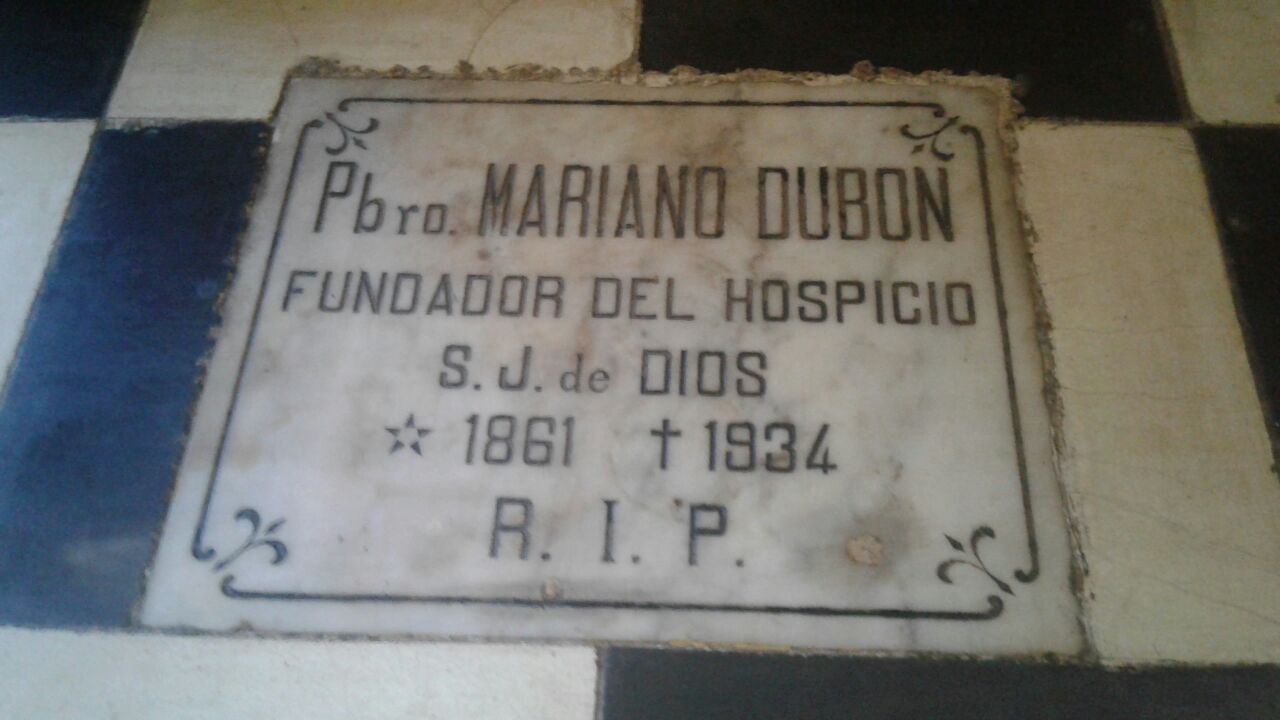 Pbro. MARIANO DUBON
FUNDADOR DEL HOSPICIO
S. J. de DIOS
☆ 1861 † 1934
R. I. P.